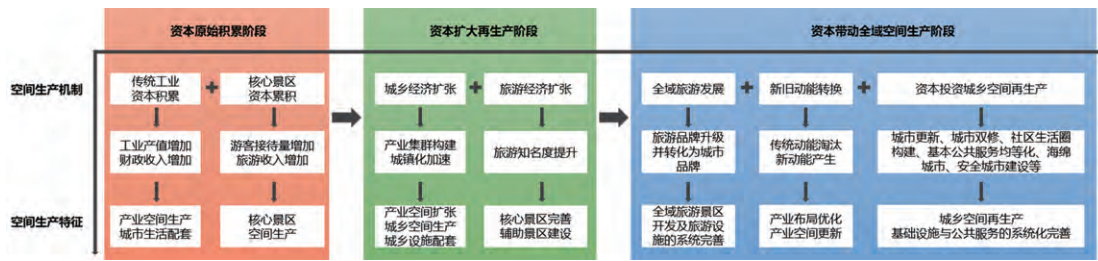 资本原始积累阶段
资本扩大再生产阶段
资本带动全域空间生产阶段
空间生产机制
传统工业
资本积累
核心景区
资本累积
城乡经济扩张
旅游经济扩张
全域旅游发展
新旧动能转换
资本投资城乡空间再生产
工业产值增加
财政收入增加
游客接待量增加
旅游收入增加
产业集群构建
城镇化加速
旅游知名度提升
旅游品牌升级
并转化为城市
品牌
传统动能淘汰
新动能产生
城市更新、城市双修、社区生活圈
构建、基本公共服务均等化、海绵
城市、安全城市建设等
空间生产特征
产业空间生产
城市生活配套
核心景区
空间生产
产业空间扩张
城乡空间生产
城乡设施配套
核心景区完善
辅助景区建设
全域旅游景区
开发及旅游设
施的系统完善
产业布局优化
产业空间更新
城乡空间再生产
基础设施与公共服务的系统化完善